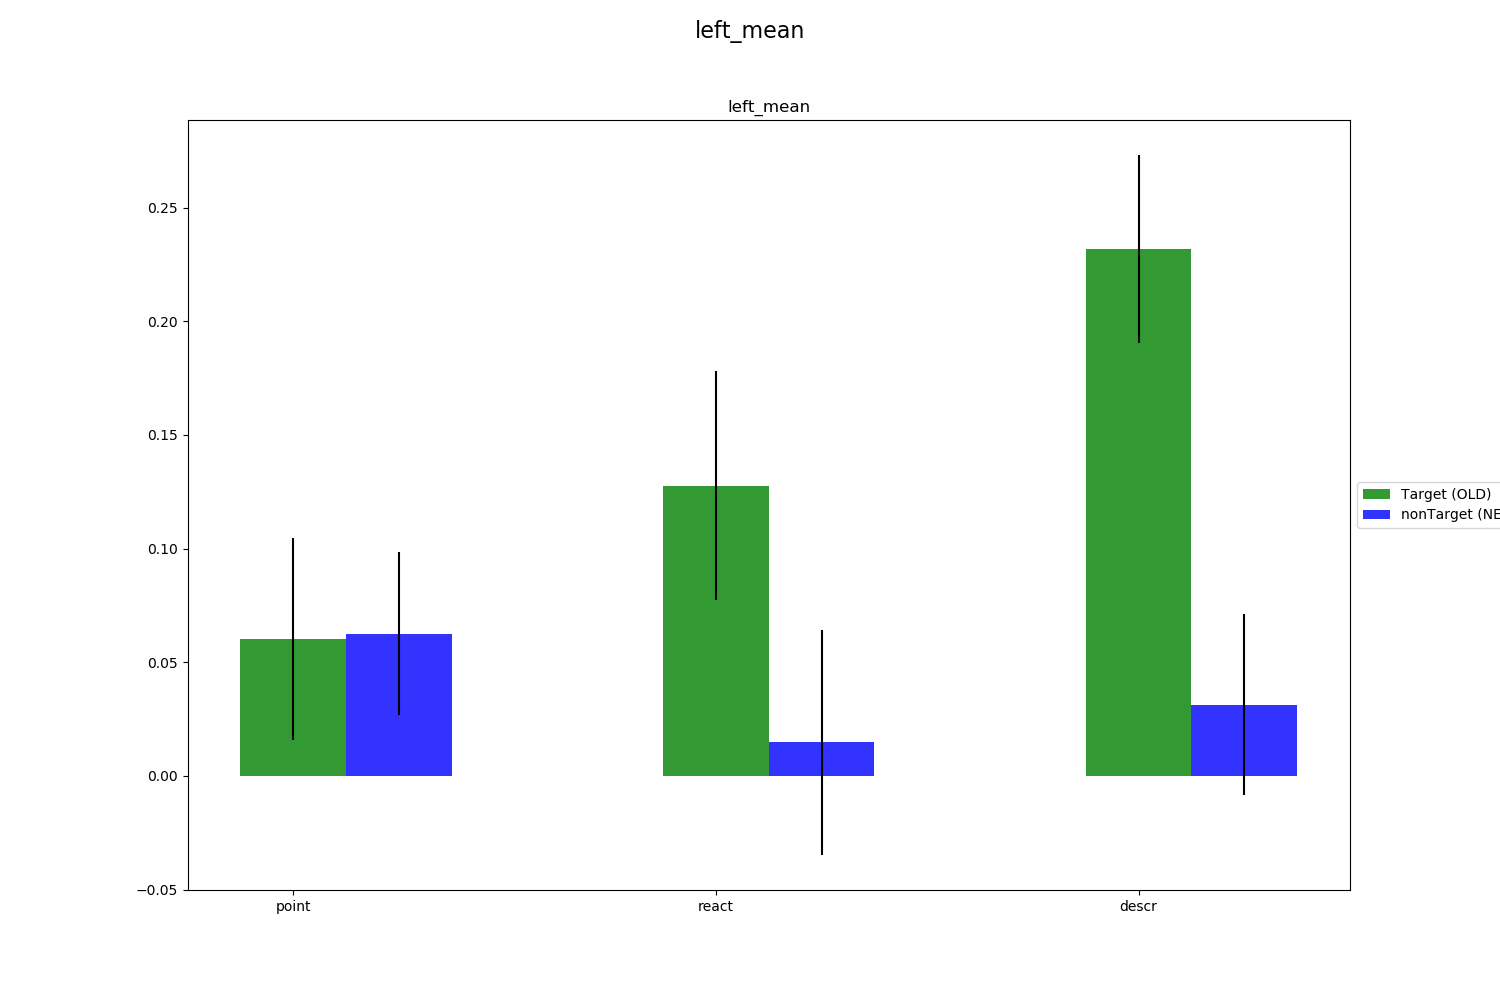 left_mean
left_mean
0.25
0.20
0.15
0.10
0.05
0.00
−0.05
point react descr
Target (OLD)
nonTarget (NE